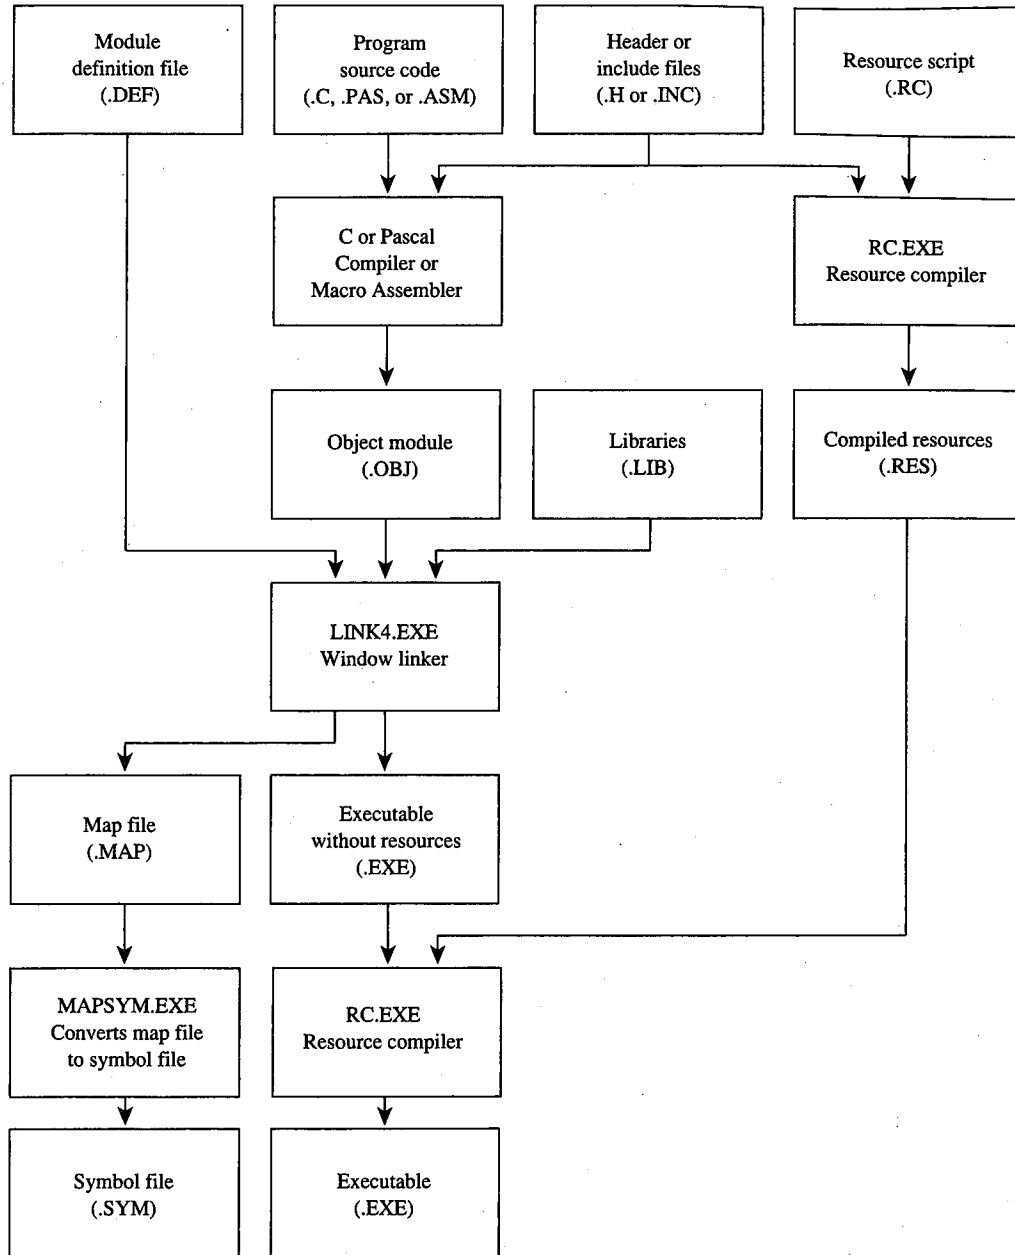 Module
definition file
(.DEF)
Program
source code
(.C, .PAS, or .ASM)
Header or
include files
(.H or .INC)
Resource script
(.RC)
C or Pascal
Compiler or
Macro Assembler
RC.EXE
Resource compiler
Object module
(.OBJ)
Libraries
(.LIB)
Compiled resources
(.RES)
LINK4.EXE
Window linker
Map file
(.MAP)
Executable
without resources
(.EXE)
MAPSYM.EXE
Converts map file
to symbol file
RC.EXE
Resource compiler
Symbol file
(.SYM)
Executable
(.EXE)